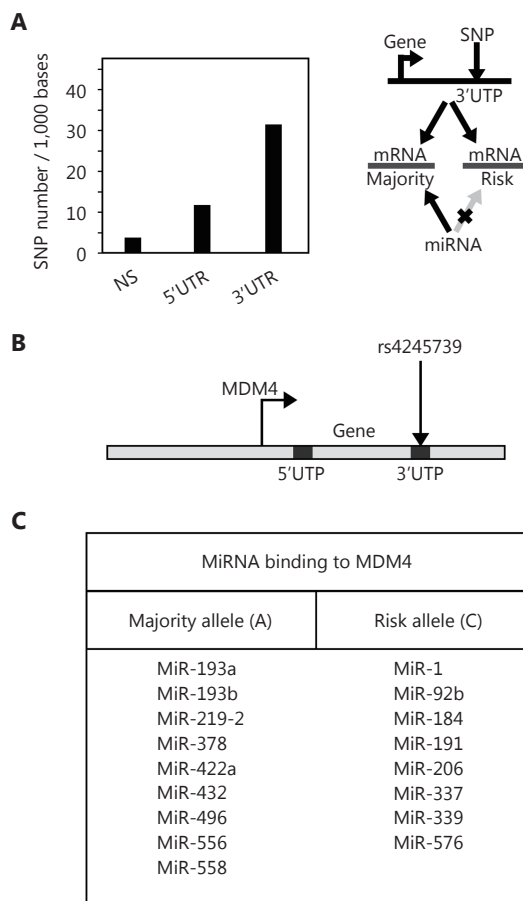 A
SNP number / 1,000 bases
40
30
20
10
0
NS
5'UTR
3'UTR
Gene
SNP
3'UTP
mRNA
Majority
mRNA
Risk
miRNA
B
rs4245739
MDM4
Gene
5'UTP
3'UTP
C
MiRNA binding to MDM4
Majority allele (A)
Risk allele (C)
MiR-193a
MiR-193b
MiR-219-2
MiR-378
MiR-422a
MiR-432
MiR-496
MiR-556
MiR-558
MiR-1
MiR-92b
MiR-184
MiR-191
MiR-206
MiR-337
MiR-339
MiR-576